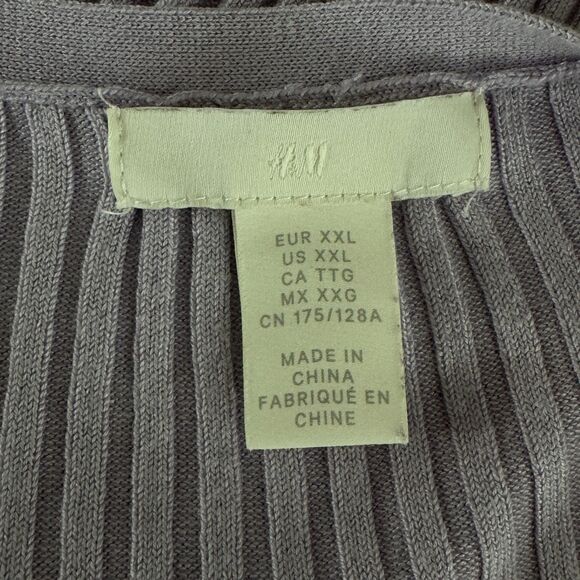 H&M
EUR XXL
US XXL
CA TTG
MX XXG
CN 175/128A
MADE IN
CHINA
FABRIQUÉ EN
CHINE